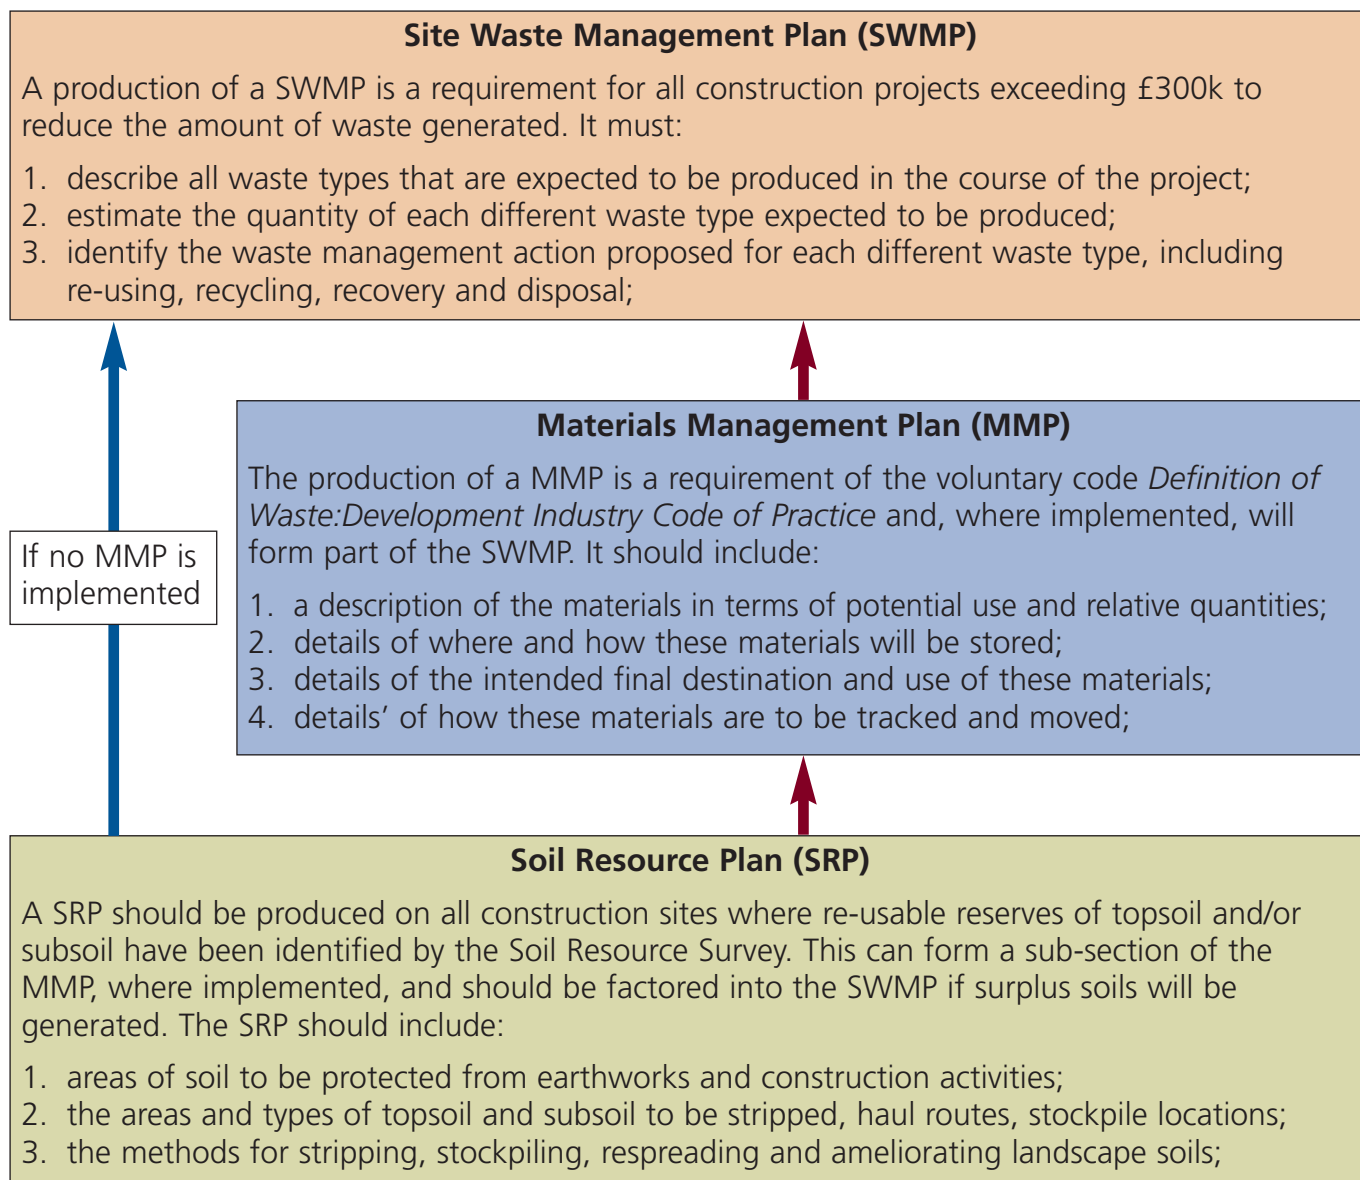 Site Waste Management Plan (SWMP)
A production of a SWMP is a requirement for all construction projects exceeding £300k to
reduce the amount of waste generated. It must:
1. describe all waste types that are expected to be produced in the course of the project;
2. estimate the quantity of each different waste type expected to be produced;
3. identify the waste management action proposed for each different waste type, including
re-using, recycling, recovery and disposal;
If no MMP is
implemented
Materials Management Plan (MMP)
The production of a MMP is a requirement of the voluntary code Definition of
Waste:Development Industry Code of Practice and, where implemented, will
form part of the SWMP. It should include:
1. a description of the materials in terms of potential use and relative quantities;
2. details of where and how these materials will be stored;
3. details of the intended final destination and use of these materials;
4. details’ of how these materials are to be tracked and moved;
Soil Resource Plan (SRP)
A SRP should be produced on all construction sites where re-usable reserves of topsoil and/or
subsoil have been identified by the Soil Resource Survey. This can form a sub-section of the
MMP, where implemented, and should be factored into the SWMP if surplus soils will be
generated. The SRP should include:
1. areas of soil to be protected from earthworks and construction activities;
2. the areas and types of topsoil and subsoil to be stripped, haul routes, stockpile locations;
3. the methods for stripping, stockpiling, respreading and ameliorating landscape soils;